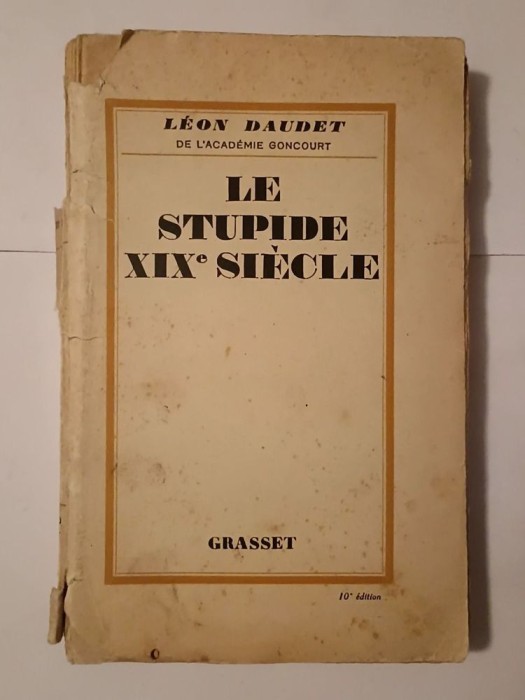 LÉON DAUDET
DE L'ACADÉMIE GONCOURT
LE
STUPIDE
XIXe SIÈCLE
GRASSET
10e édition